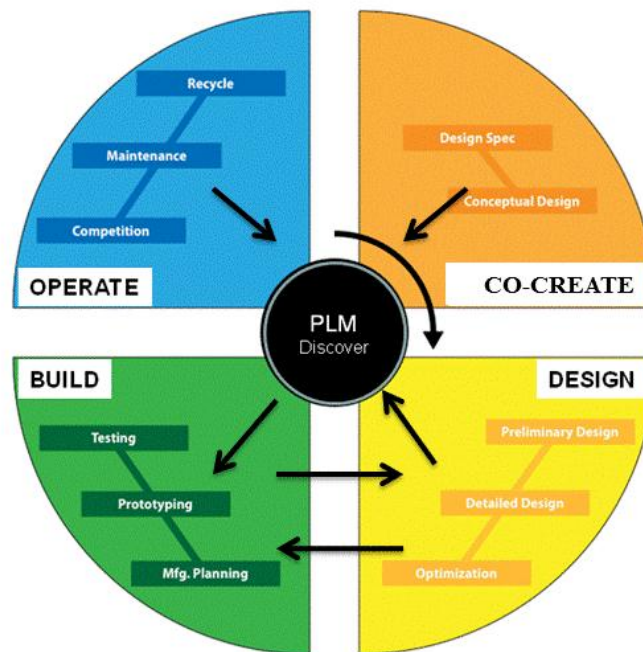 Recycle
Maintenance
Competition
OPERATE
Design Spec
Conceptual Design
CO-CREATE
PLM
Discover
BUILD
Testing
Prototyping
Mfg. Planning
DESIGN
Preliminary Design
Detailed Design
Optimization